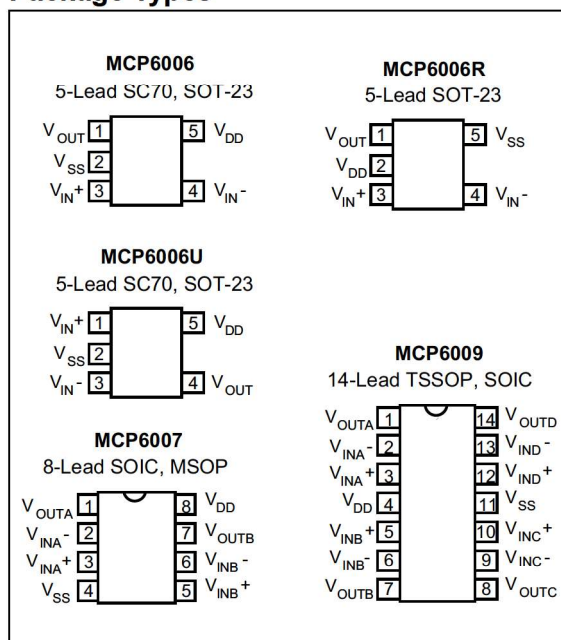 Package Types
MCP6006
5-Lead SC70, SOT-23
VOUT 1 5 VDD
VSS 2
VIN+ 3 4 VIN-
MCP6006R
5-Lead SOT-23
VOUT 1 5 VSS
VDD 2
VIN+ 3 4 VIN-
MCP6006U
5-Lead SC70, SOT-23
VIN+ 1 5 VDD
VSS 2
VIN- 3 4 VOUT
MCP6007
8-Lead SOIC, MSOP
VOUTA 1 8 VDD
VINA- 2 7 VOUTB
VINA+ 3 6 VINB-
VSS 4 5 VINB+
MCP6009
14-Lead TSSOP, SOIC
VOUTA 1 14 VOUTD
VINA- 2 13 VIND-
VINA+ 3 12 VIND+
VDD 4 11 VSS
VINB+ 5 10 VINC+
VINB- 6 9 VINC-
VOUTB 7 8 VOUTC